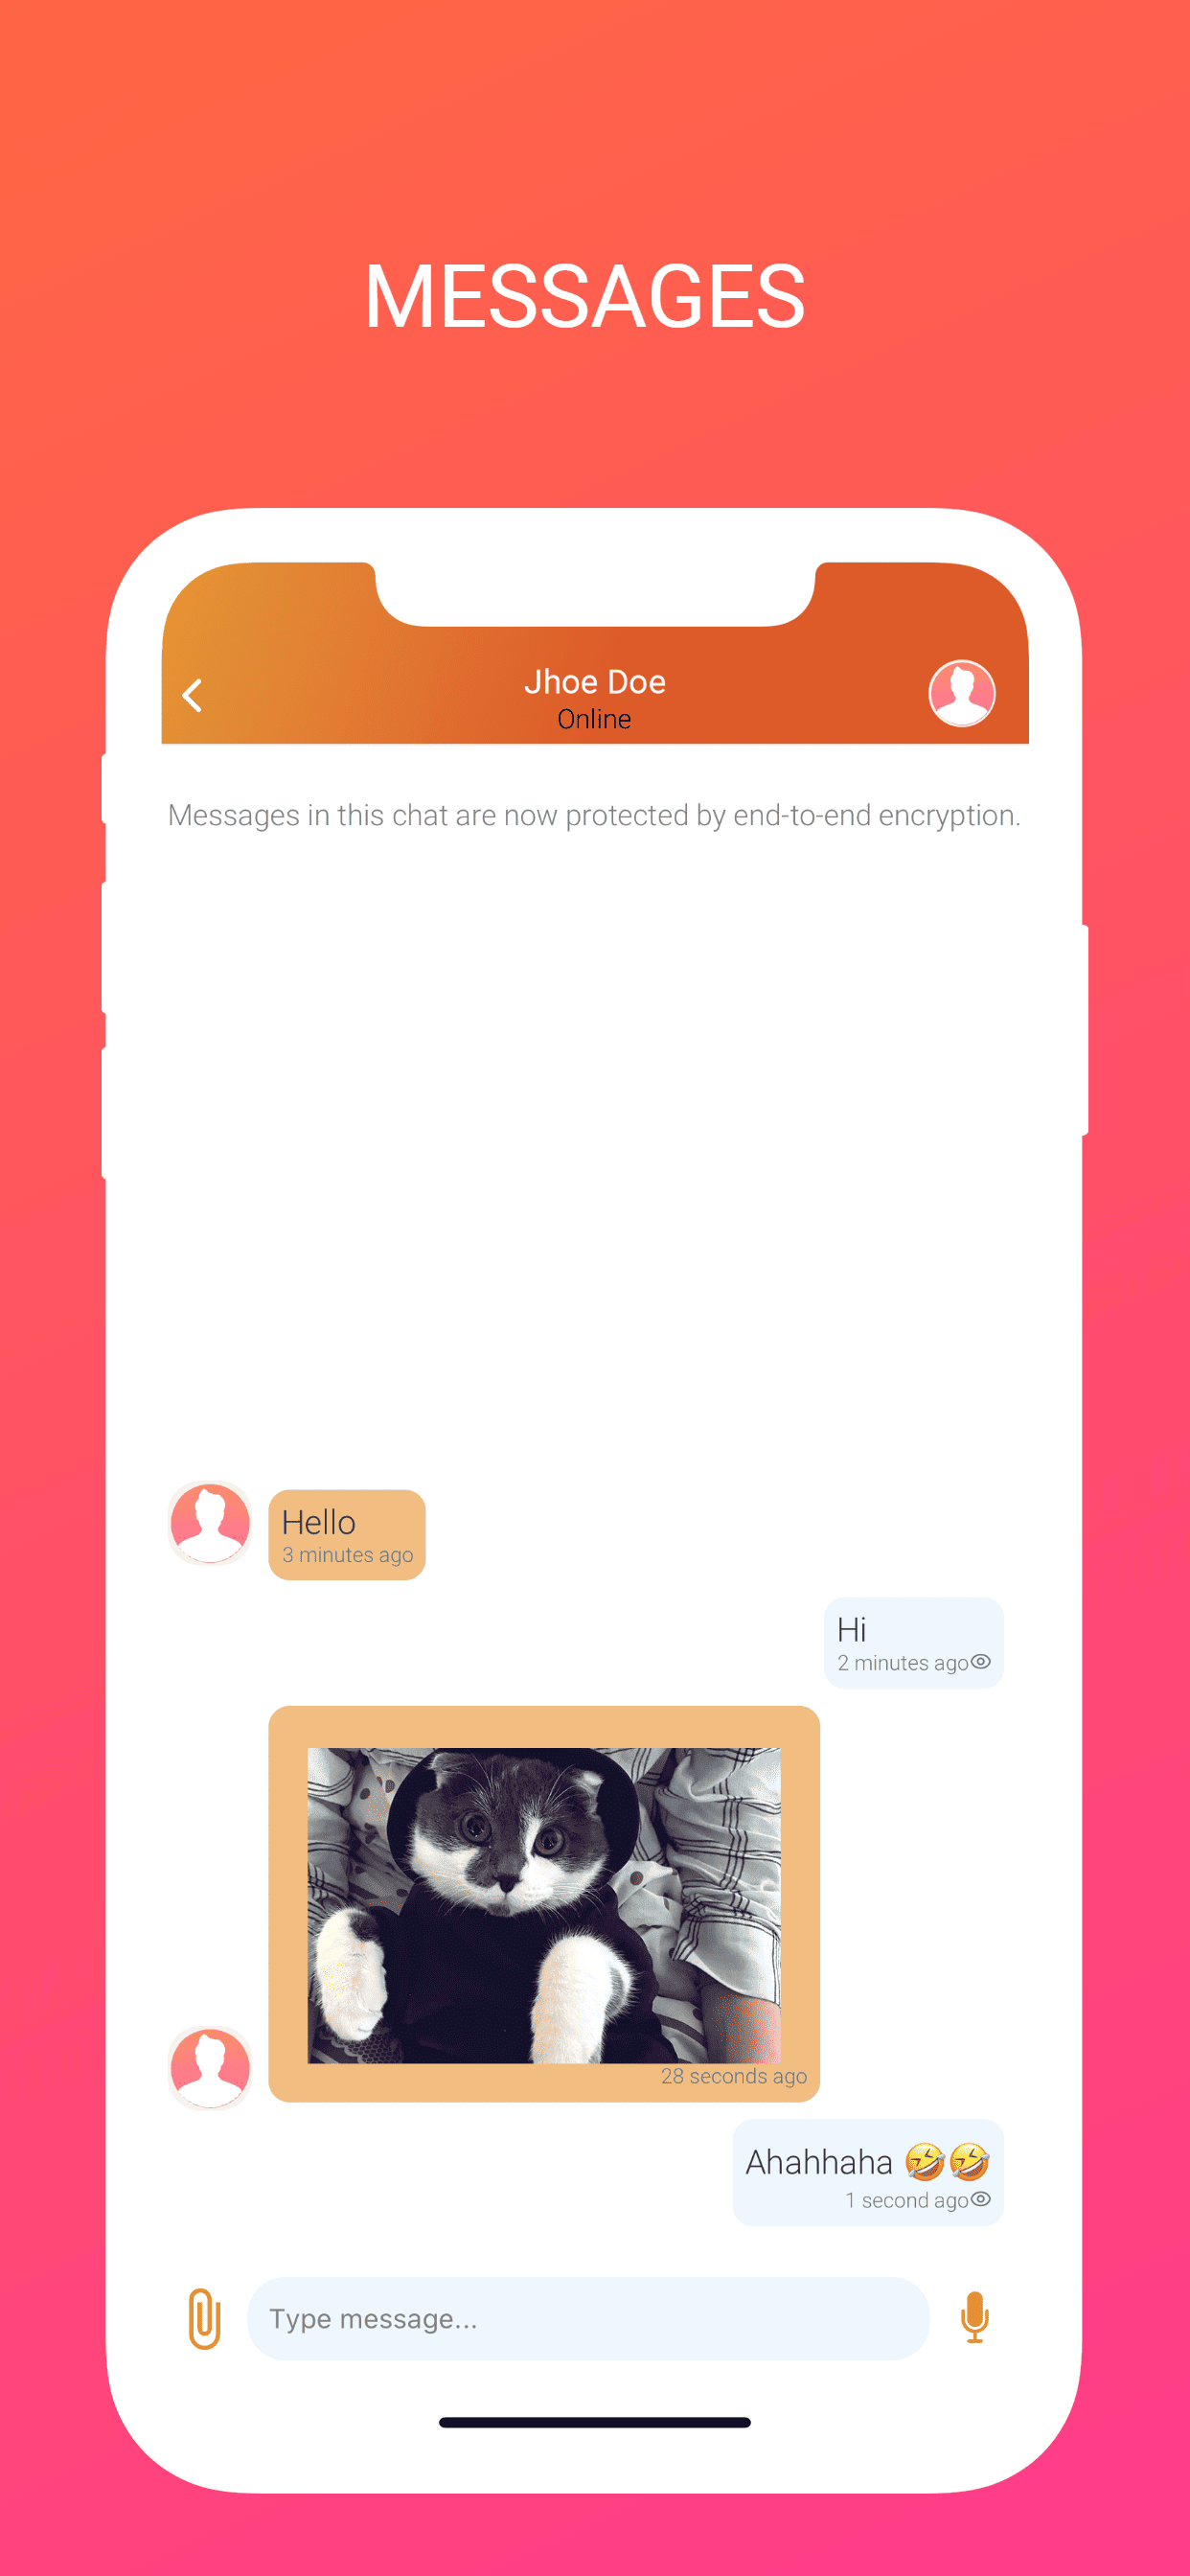 MESSAGES
Jhoe Doe
Online
Messages in this chat are now protected by end-to-end encryption.
Hello
3 minutes ago
Hi
2 minutes ago
28 seconds ago
Ahahhaha 🤣🤣
1 second ago
Type message...